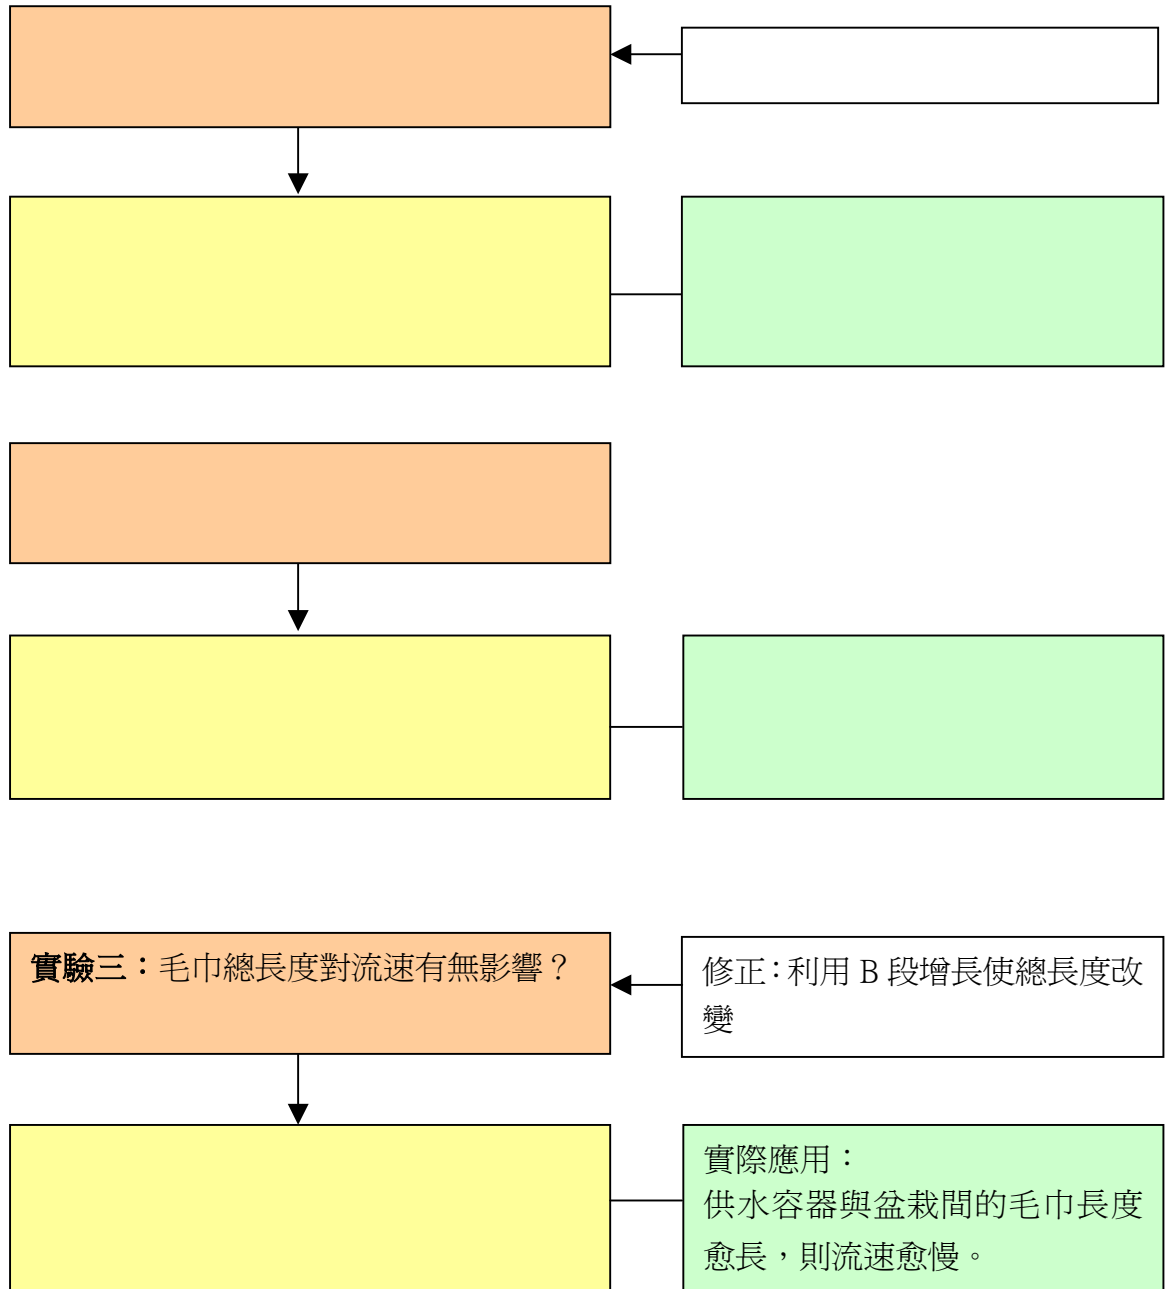 實驗三：毛巾總長度對流速有無影響？
修正：利用 B 段增長使總長度改
變
實際應用：
供水容器與盆栽間的毛巾長度
愈長，則流速愈慢。